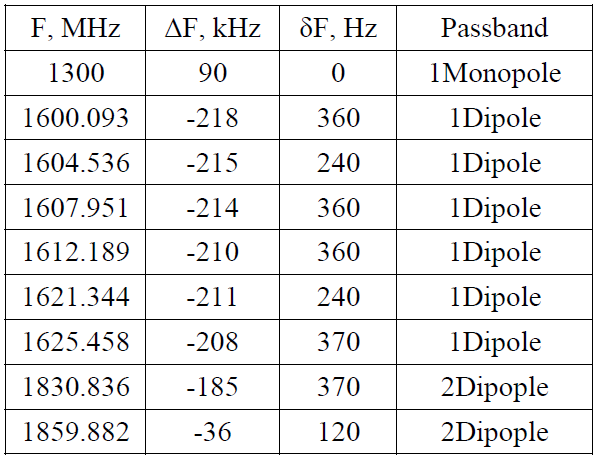 F, MHz ΔF, kHz δF, Hz Passband
1300 90 0 1Monopole
1600.093 -218 360 1Dipole
1604.536 -215 240 1Dipole
1607.951 -214 360 1Dipole
1612.189 -210 360 1Dipole
1621.344 -211 240 1Dipole
1625.458 -208 370 1Dipole
1830.836 -185 370 2Dipople
1859.882 -36 120 2Dipople